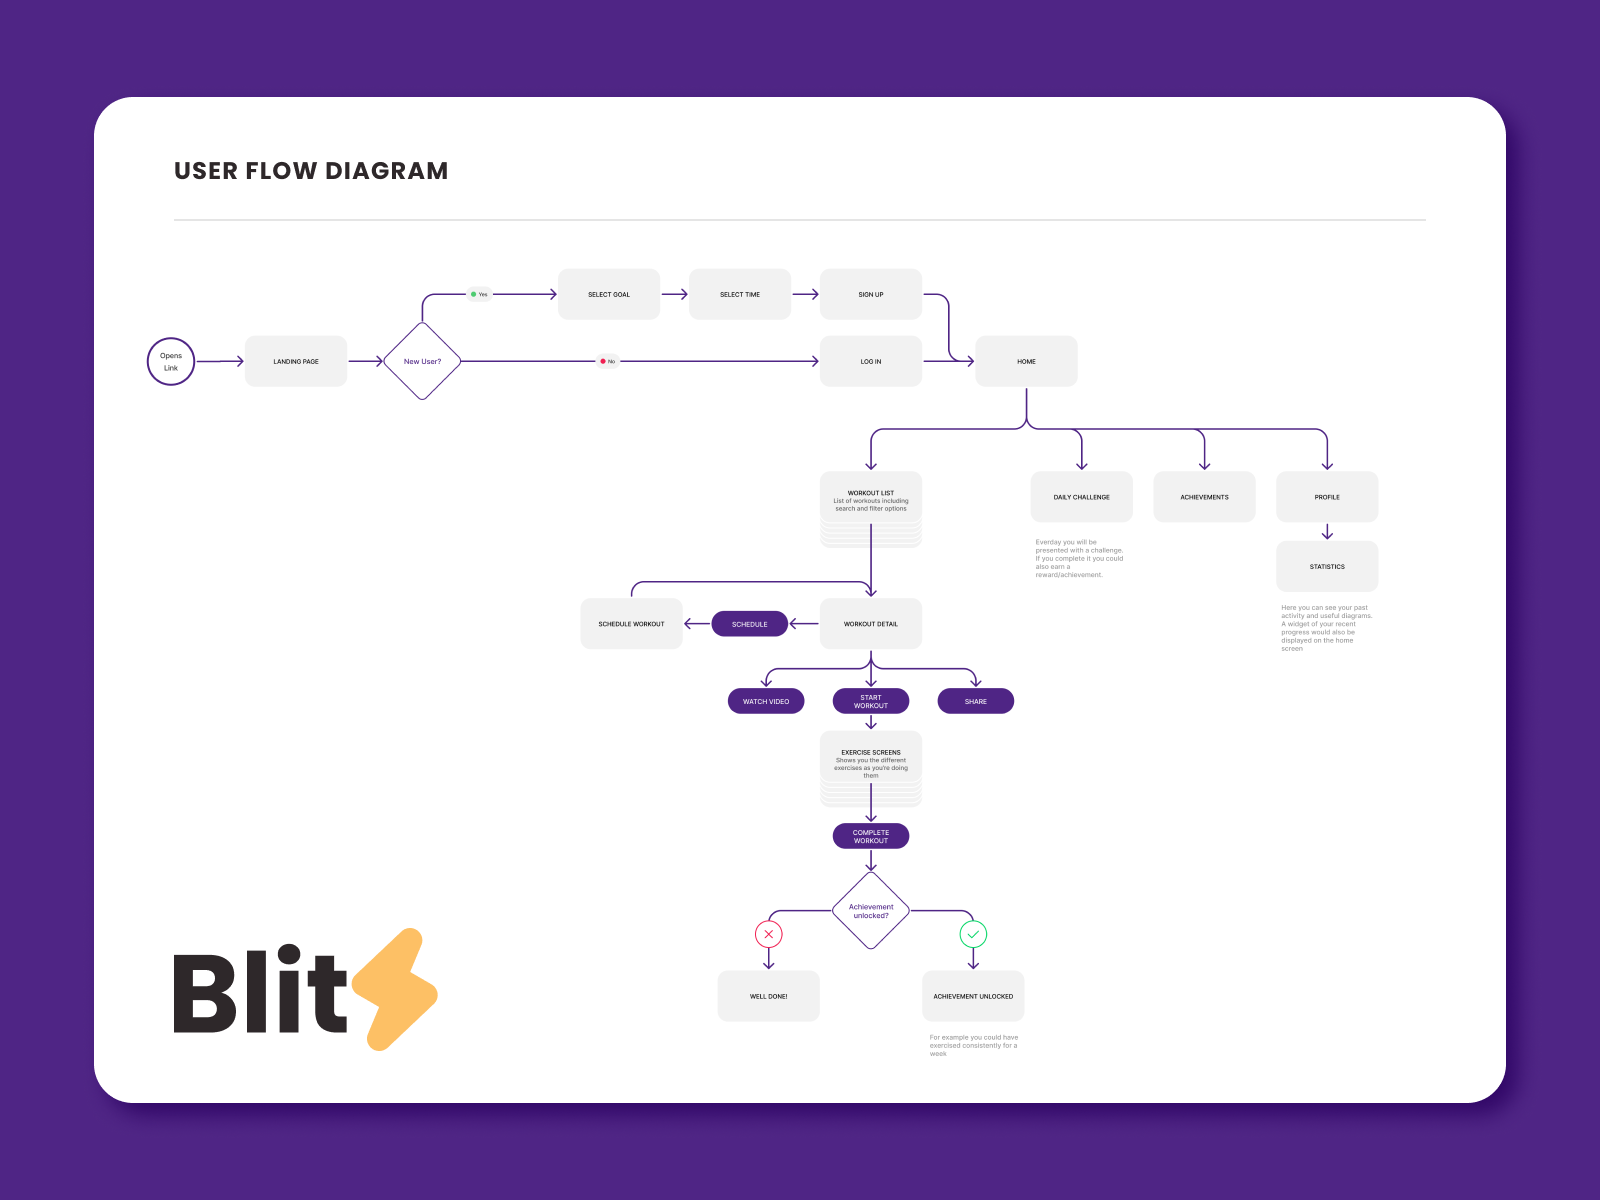 USER FLOW DIAGRAM
Yes
SELECT GOAL
SELECT TIME
SIGN UP
Opens
Link
LANDING PAGE
New User?
No
LOG IN
HOME
WORKOUT LIST
List of workouts including
search and filter options
DAILY CHALLENGE
ACHIEVEMENTS
PROFILE
Everday you will be
presented with a challenge.
If you complete it you could
also earn a
reward/achievement.
STATISTICS
Here you can see your past
activity and useful diagrams.
A widget of your recent
progress would also be
displayed on the home
screen
SCHEDULE WORKOUT
SCHEDULE
WORKOUT DETAIL
WATCH VIDEO
START
WORKOUT
SHARE
EXERCISE SCREENS
Shows you the different
exercises as you're doing
them
COMPLETE
WORKOUT
Achievement
unlocked?
WELL DONE!
ACHIEVEMENT UNLOCKED
For example you could have
exercised consistently for a
week
Blit